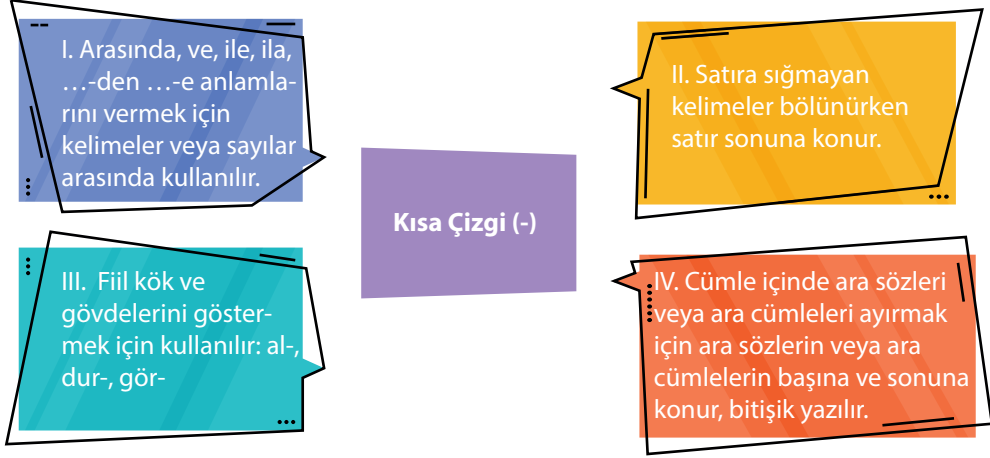 I. Arasında, ve, ile, ila,
…-den …-e anlamla-
rını vermek için
kelimeler veya sayılar
arasında kullanılır.
II. Satıra sığmayan
kelimeler bölünürken
satır sonuna konur.
Kısa Çizgi (-)
III. Fiil kök ve
gövdelerini göster-
mek için kullanılır: al-,
dur-, gör-
IV. Cümle içinde ara sözleri
veya ara cümleleri ayırmak
için ara sözlerin veya ara
cümlelerin başına ve sonuna
konur, bitişik yazılır.